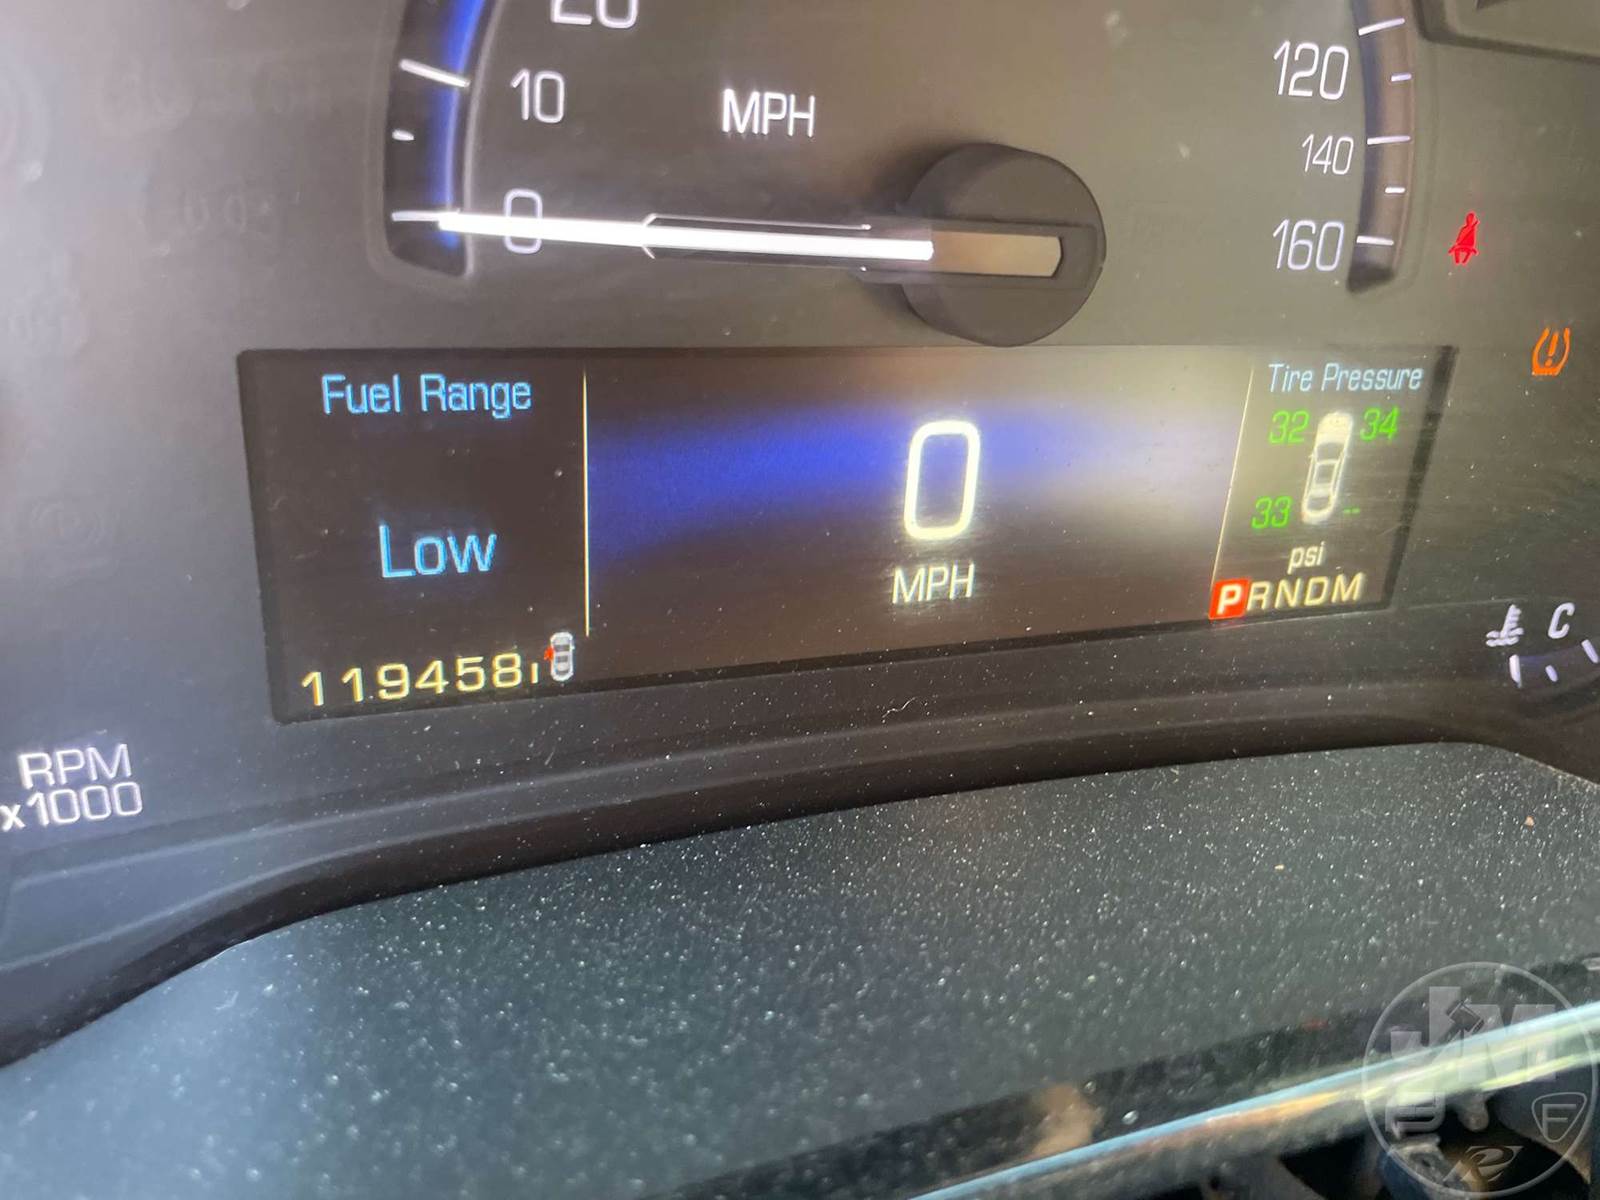 20
10
MPH
0
120
140
160
Fuel Range
Low
0
MPH
Tire Pressure
32 34
33 --
psi
PRNDM
119458
C
RPM
x1000
JM